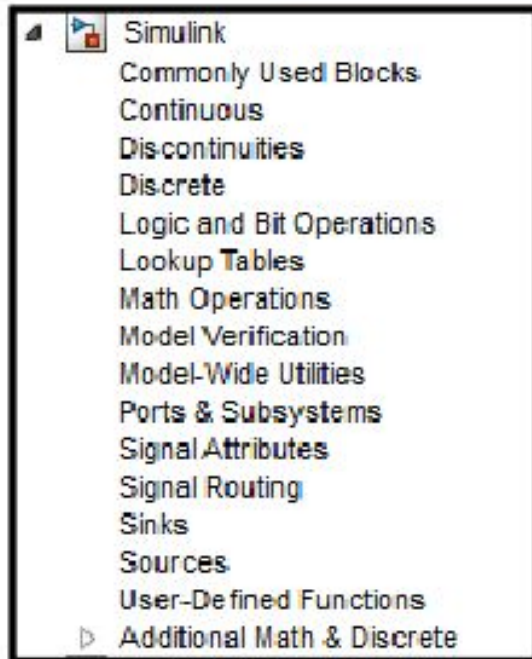 Simulink
Commonly Used Blocks
Continuous
Discontinuities
Discrete
Logic and Bit Operations
Lookup Tables
Math Operations
Model Verification
Model-Wide Utilities
Ports & Subsystems
Signal Attributes
Signal Routing
Sinks
Sources
User-Defined Functions
Additional Math & Discrete